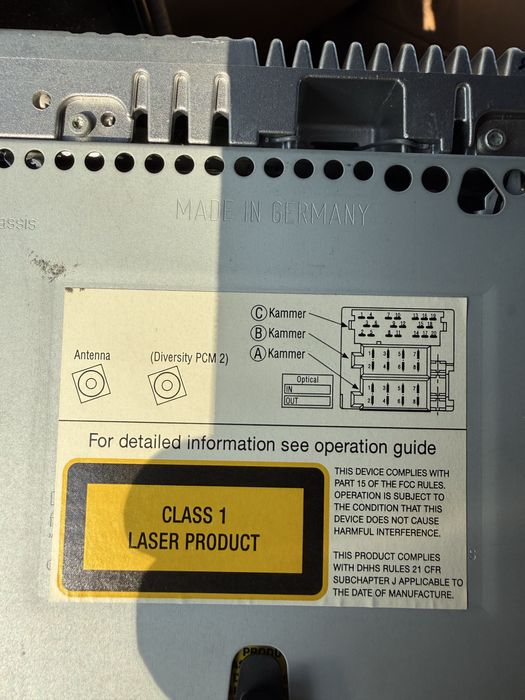 MADE IN GERMANY
assis
Ⓒ Kammer
Ⓑ Kammer
Ⓐ Kammer
Antenna
(Diversity PCM 2)
Optical
IN
OUT
For detailed information see operation guide
CLASS 1
LASER PRODUCT
THIS DEVICE COMPLIES WITH
PART 15 OF THE FCC RULES.
OPERATION IS SUBJECT TO
THE CONDITION THAT THIS
DEVICE DOES NOT CAUSE
HARMFUL INTERFERENCE.
THIS PRODUCT COMPLIES
WITH DHHS RULES 21 CFR
SUBCHAPTER J APPLICABLE TO
THE DATE OF MANUFACTURE.
S
PRODU